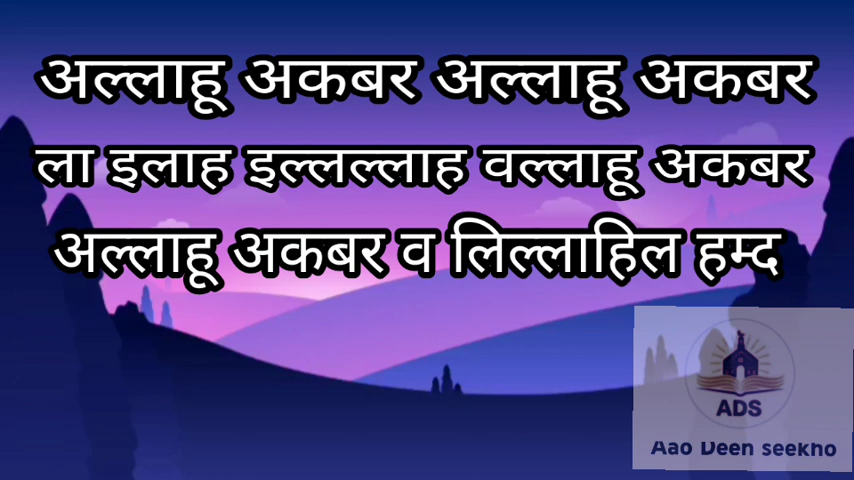 अल्लाहू अकबर अल्लाहू अकबर
ला इलाह इल्लल्लाह वल्लाहू अकबर
अल्लाहू अकबर व लिल्लाहिल हम्द
ADS
Aao Deen seekho